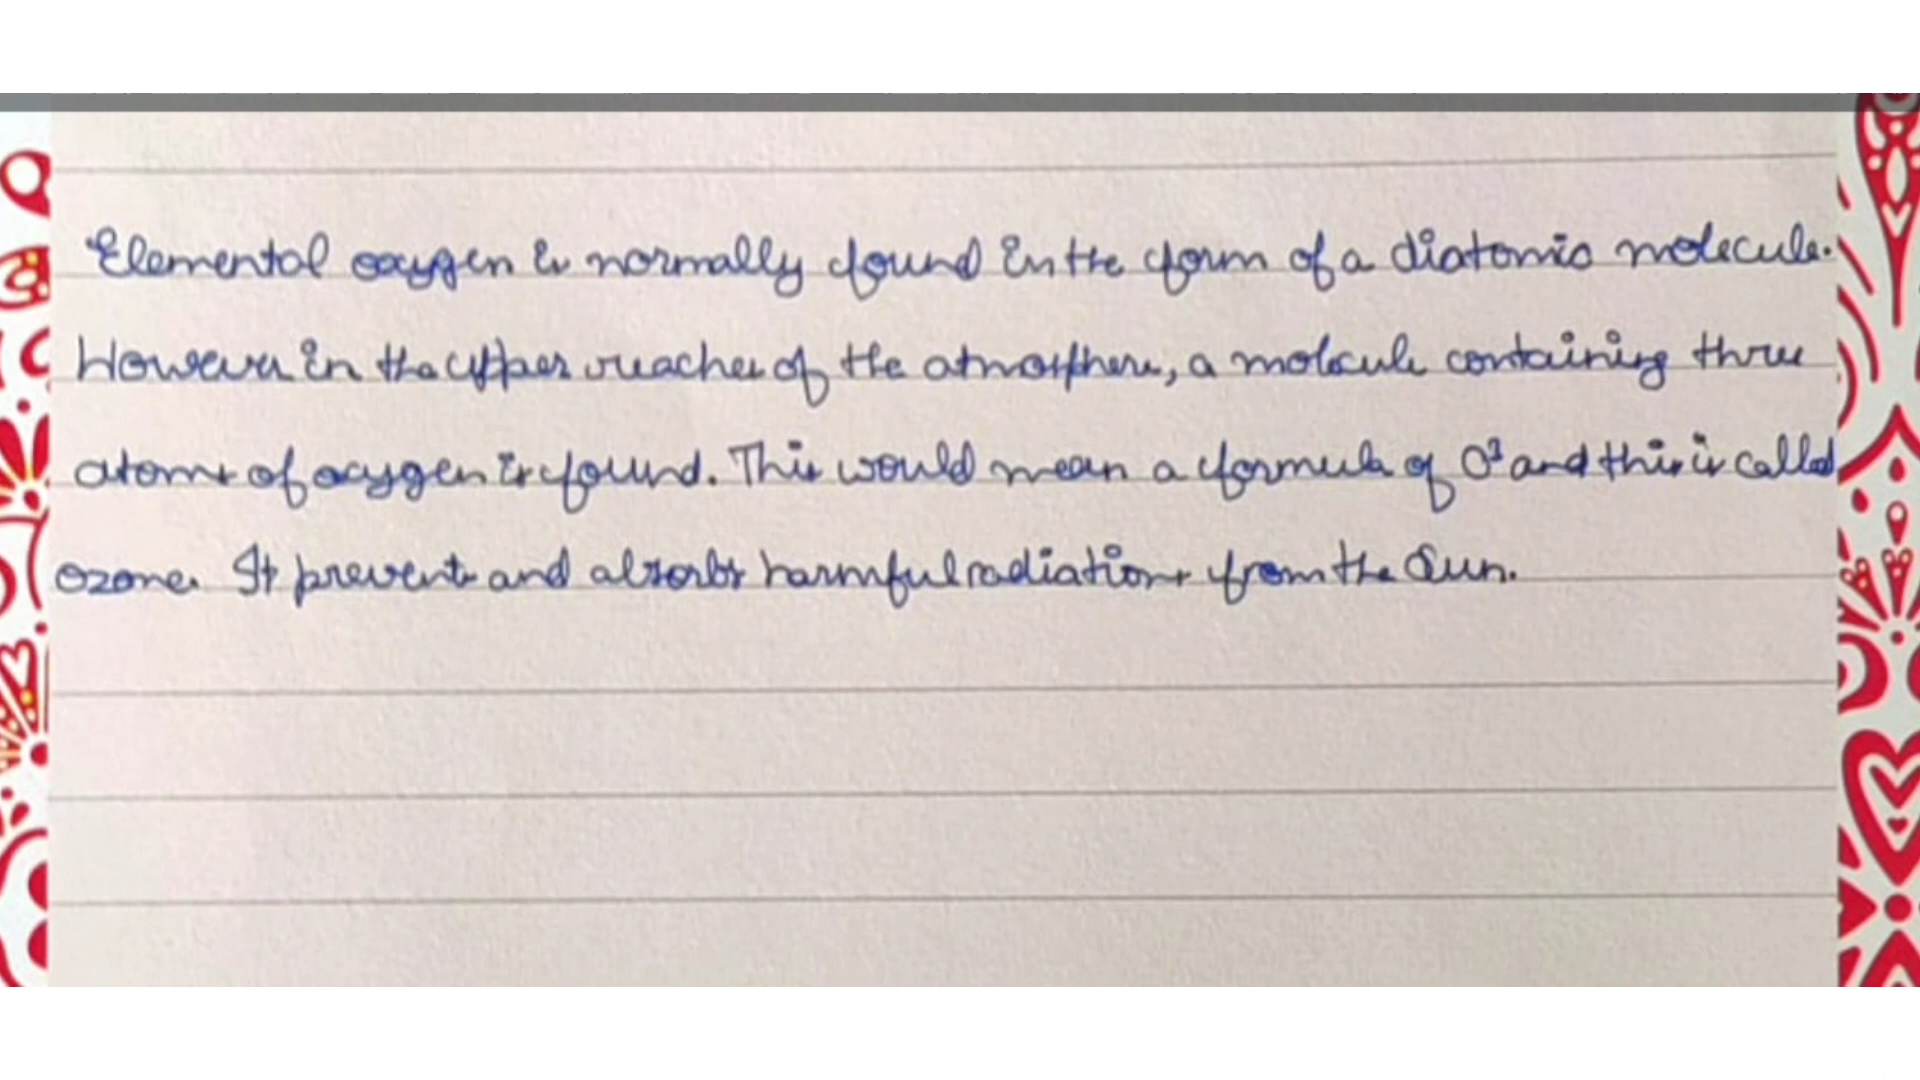 Elemental oxygen is normally found in the form of a diatomic molecule.
However in the upper reaches of the atmosphere, a molecule containing three
atoms of oxygen is found. This would mean a formula of O³ and this is called
ozone. It prevents and absorbs harmful radiations from the Sun.